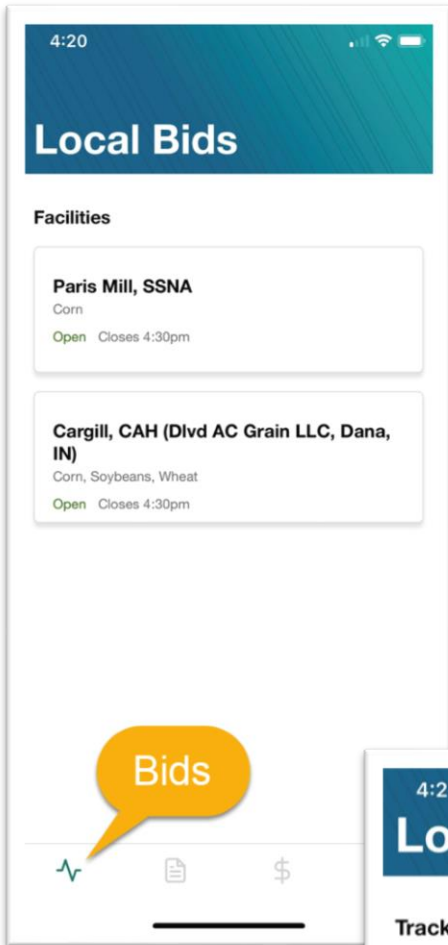 4:20
Local Bids
Facilities
Paris Mill, SSNA
Corn
Open Closes 4:30pm
Cargill, CAH (Dlvd AC Grain LLC, Dana,
IN)
Corn, Soybeans, Wheat
Open Closes 4:30pm
Bids
$
4:2
Lo
Track